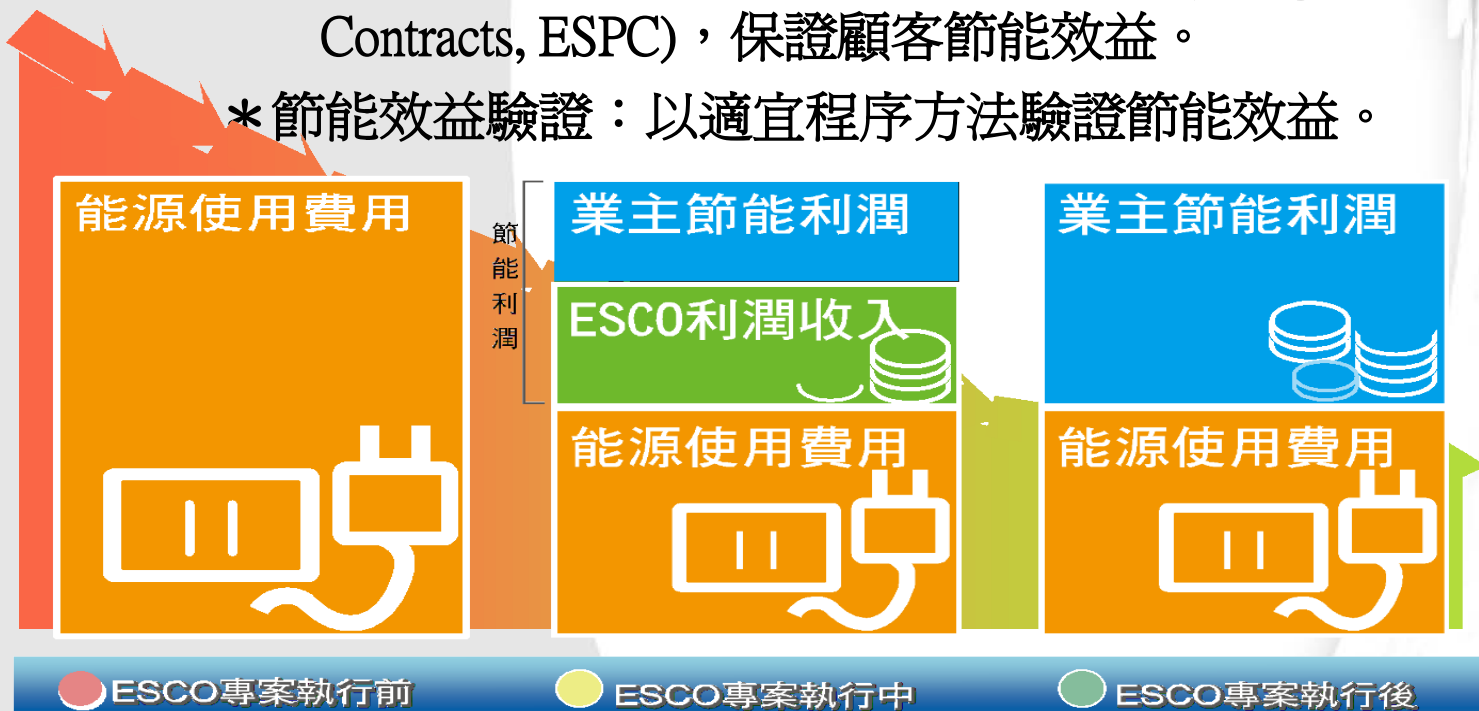 Contracts, ESPC)，保證顧客節能效益。
＊節能效益驗證：以適宜程序方法驗證節能效益。
能源使用費用
節能利潤
業主節能利潤
ESCO利潤收入
能源使用費用
業主節能利潤
能源使用費用
ESCO專案執行前
ESCO專案執行中
ESCO專案執行後